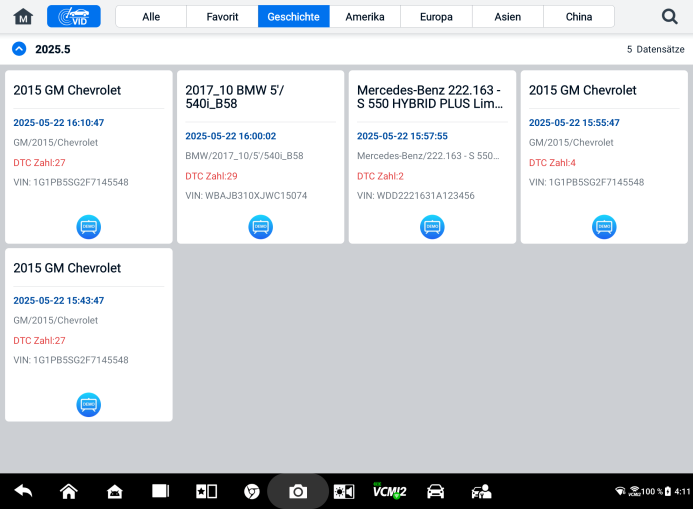 M
VID
Alle
Favorit
Geschichte
Amerika
Europa
Asien
China
2025.5
5 Datensätze
2015 GM Chevrolet
2025-05-22 16:10:47
GM/2015/Chevrolet
DTC Zahl:27
VIN: 1G1PB5SG2F7145548
DEMO
2017_10 BMW 5'/
540i_B58
2025-05-22 16:00:02
BMW/2017_10/5'/540i_B58
DTC Zahl:29
VIN: WBAJB310XJWC15074
DEMO
Mercedes-Benz 222.163 -
S 550 HYBRID PLUS Lim...
2025-05-22 15:57:55
Mercedes-Benz/222.163 - S 550...
DTC Zahl:2
VIN: WDD2221631A123456
DEMO
2015 GM Chevrolet
2025-05-22 15:55:47
GM/2015/Chevrolet
DTC Zahl:4
VIN: 1G1PB5SG2F7145548
DEMO
2015 GM Chevrolet
2025-05-22 15:43:47
GM/2015/Chevrolet
DTC Zahl:27
VIN: 1G1PB5SG2F7145548
DEMO
VCMI2
100 % 4:11